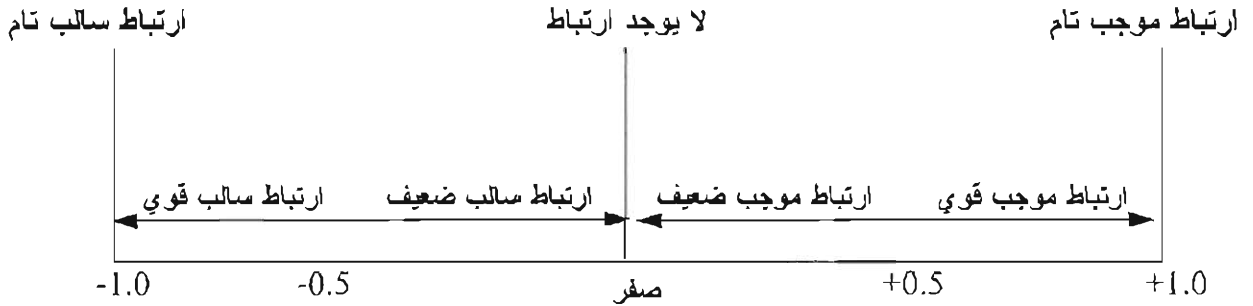 ارتباط موجب تام لا يوجد ارتباط ارتباط سالب تام
ارتباط موجب قوي ارتباط موجب ضعيف ارتباط سالب ضعيف ارتباط سالب قوي
-1.0 -0.5 صفر +0.5 +1.0